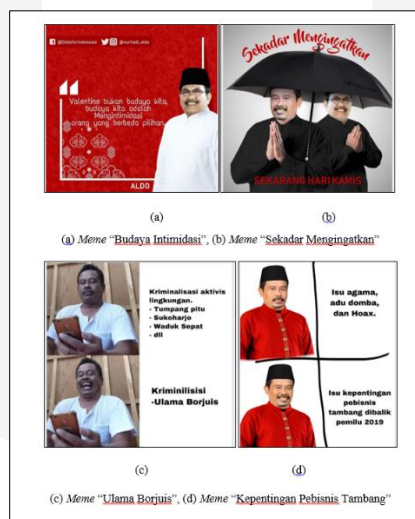 Valentine bukan budaya kita,
budaya kita adalah
Mengintimidasi
orang yang berbeda pilihan.
ALDO
Sekadar Mengingatkan
SEKARANG HARI KAMIS
(a)
(b)
(a) Meme “Budaya Intimidasi”, (b) Meme “Sekadar Mengingatkan”
Kriminalisasi aktivis
lingkungan.
- Tumpang pitu
- Sukoharjo
- Waduk Sepat
- dll
Kriminilisisi
-Ulama Borjuis
Isu agama,
adu domba,
dan Hoax.
Isu kepentingan
pebisnis
tambang dibalik
pemilu 2019
(c)
(d)
(c) Meme “Ulama Borjuis”, (d) Meme “Kepentingan Pebisnis Tambang”